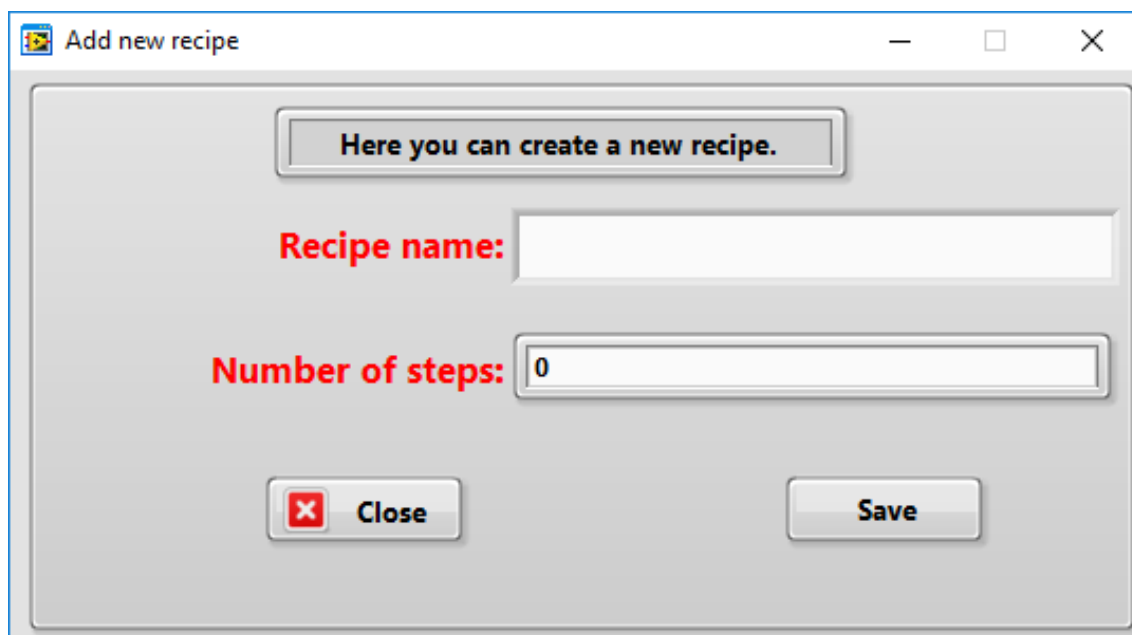 Add new recipe
Here you can create a new recipe.
Recipe name:
Number of steps: 0
Close Save